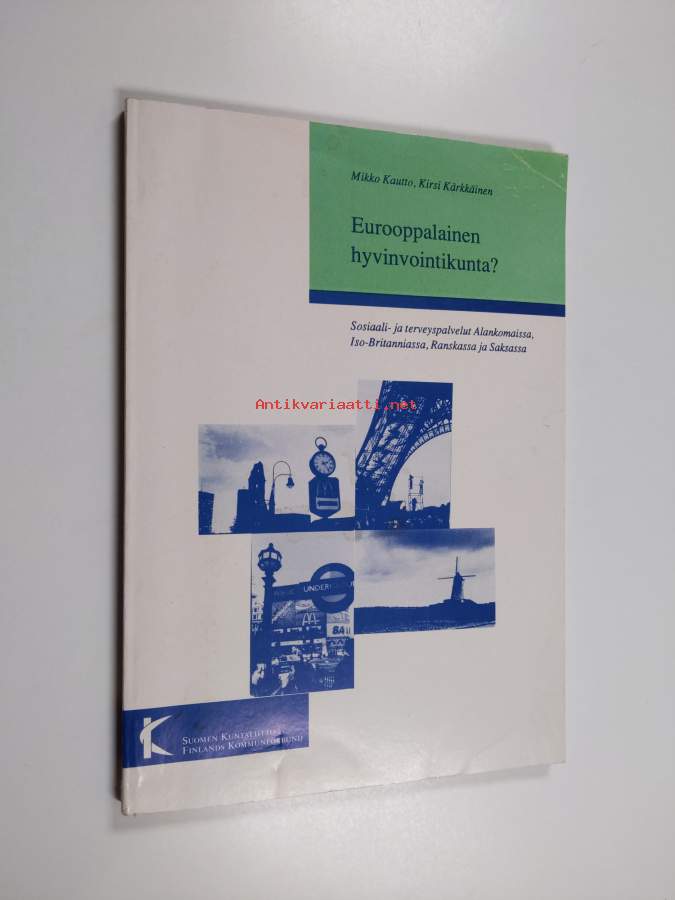 Mikko Kautto, Kirsi Kärkkäinen
Eurooppalainen
hyvinvointikunta?
Sosiaali- ja terveyspalvelut Alankomaissa,
Iso-Britanniassa, Ranskassa ja Saksassa
Antikvariaatti.net
UNDERGROUND
SUOMEN KUNTALIITTO
FINLANDS KOMMUNFÖRBUND